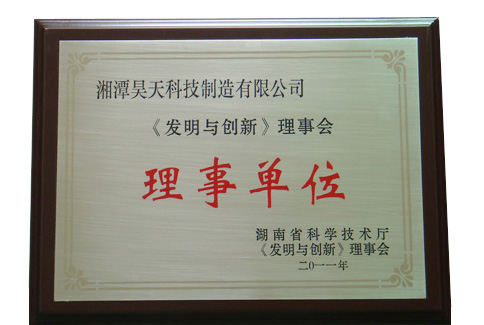 湘潭昊天科技制造有限公司
《发明与创新》理事会
理事单位
湖南省科学技术厅
《发明与创新》理事会
二0一一年